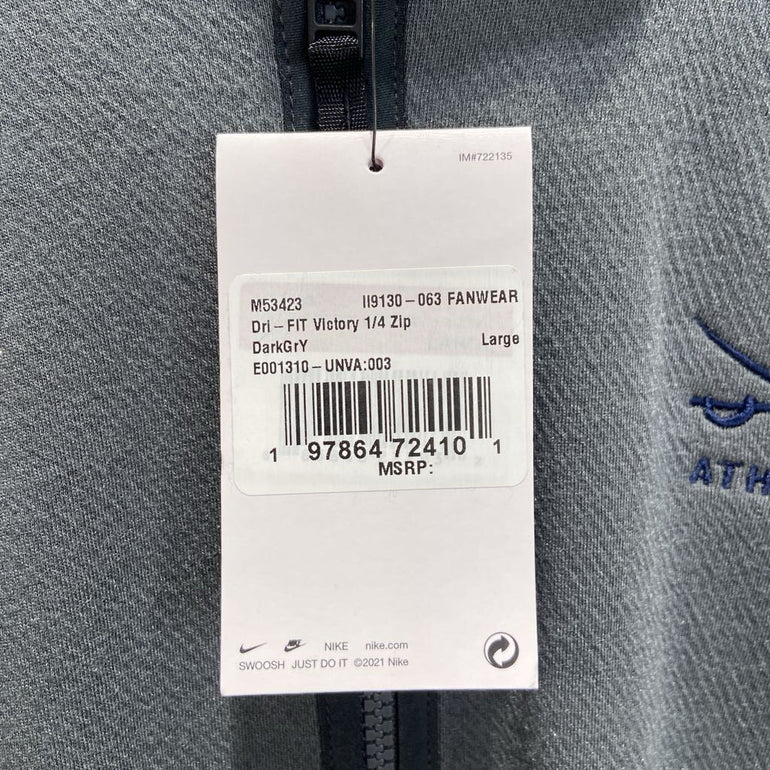 IM#722135
M53423 II9130-063 FANWEAR
Dri-FIT Victory 1/4 Zip
DarkGrY Large
E001310-UNVA:003
1 97864 72410 1
MSRP:
NIKE nike.com
SWOOSH JUST DO IT ©2021 Nike
ATH